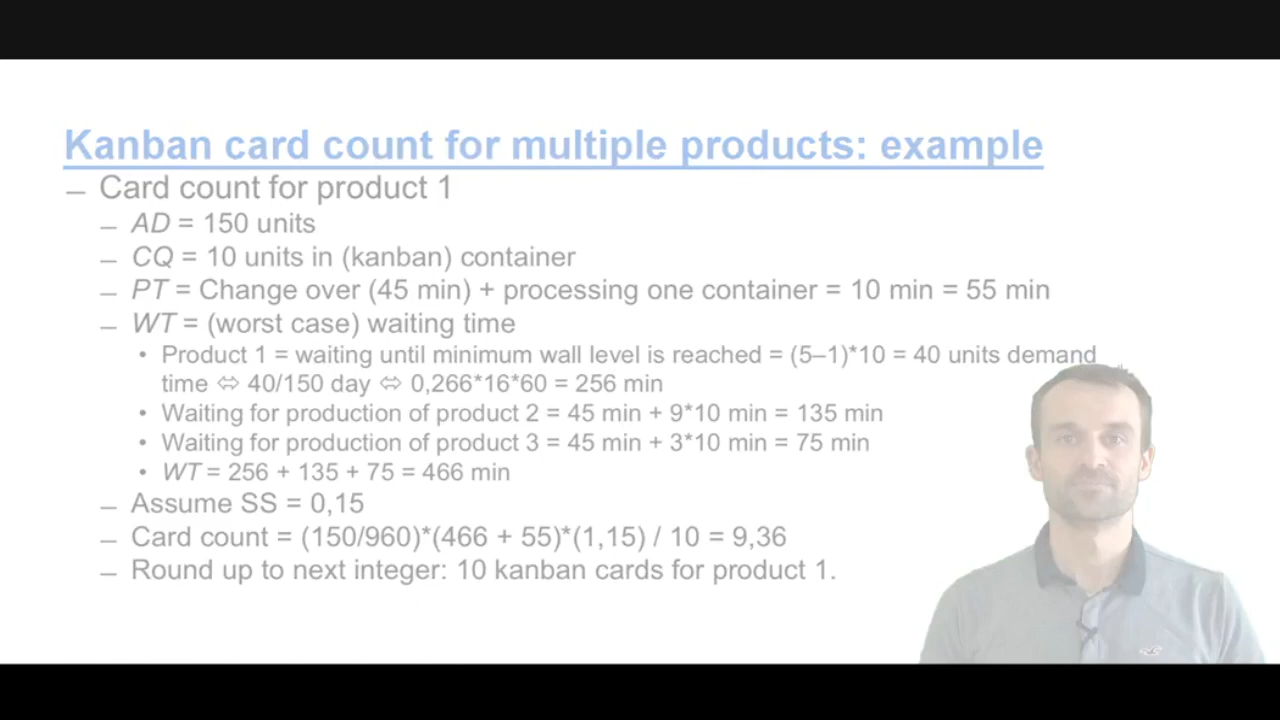 Kanban card count for multiple products: example
– Card count for product 1
– AD = 150 units
– CQ = 10 units in (kanban) container
– PT = Change over (45 min) + processing one container = 10 min = 55 min
– WT = (worst case) waiting time
• Product 1 = waiting until minimum wall level is reached = (5–1)*10 = 40 units demand
time ⬄ 40/150 day ⬄ 0,266*16*60 = 256 min
• Waiting for production of product 2 = 45 min + 9*10 min = 135 min
• Waiting for production of product 3 = 45 min + 3*10 min = 75 min
• WT = 256 + 135 + 75 = 466 min
– Assume SS = 0,15
– Card count = (150/960)*(466 + 55)*(1,15) / 10 = 9,36
– Round up to next integer: 10 kanban cards for product 1.